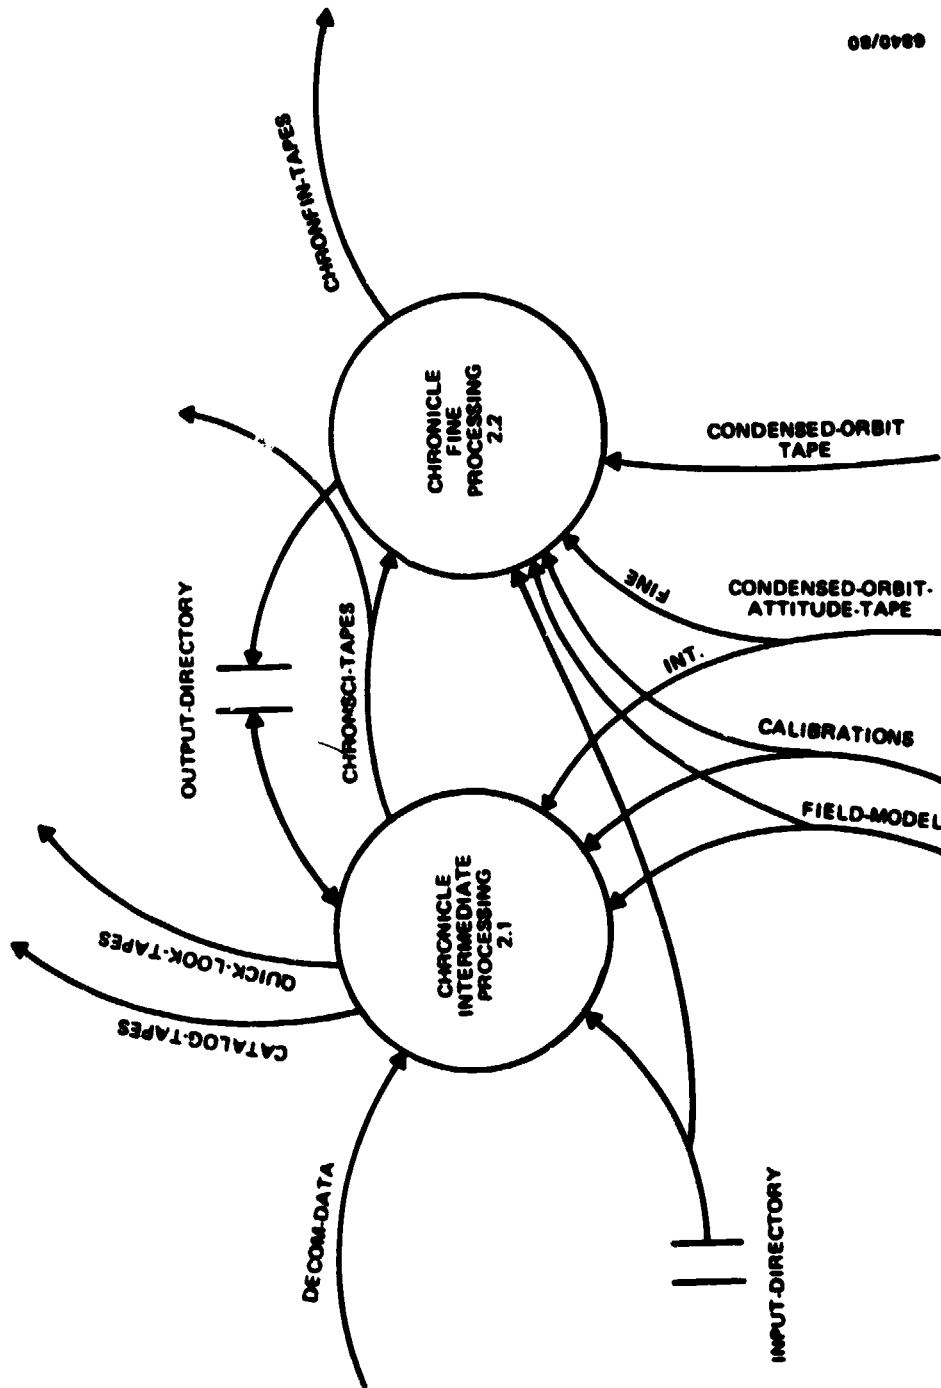 6840/80
CHRONFIN-TAPES
CHRONICLE
FINE
PROCESSING
2.2
CONDENSED-ORBIT
TAPE
OUTPUT-DIRECTORY
CHRONSCI-TAPES
FINE
INT.
CONDENSED-ORBIT-
ATTITUDE-TAPE
CALIBRATIONS
FIELD-MODEL
QUICK-LOOK-TAPES
CATALOG-TAPES
CHRONICLE
INTERMEDIATE
PROCESSING
2.1
DECOM-DATA
INPUT-DIRECTORY